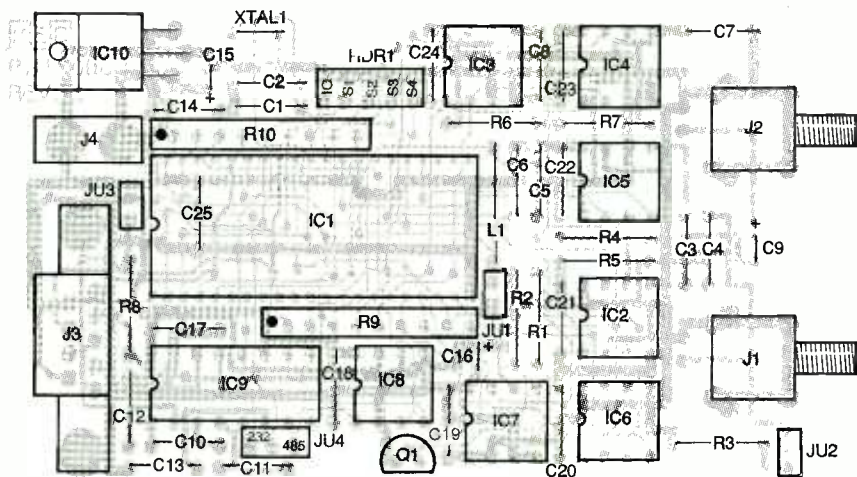 XTAL1
IC10
C15
C24
C8
C7
HDR1
IC3
IC4
C2
IO
S1
S2
S3
S4
C23
C14
C1
R6
R7
J2
J4
R10
JU3
C6
C22
C5
IC5
C25
IC1
L1
R4
C3
C4
C9
R5
R8
R2
C21
J3
R9
JU1
R1
IC2
C17
C16
J1
IC9
C18
IC8
C12
IC7
IC6
C10
232
485
JU4
C19
R3
JU2
C13
C11
Q1
C20